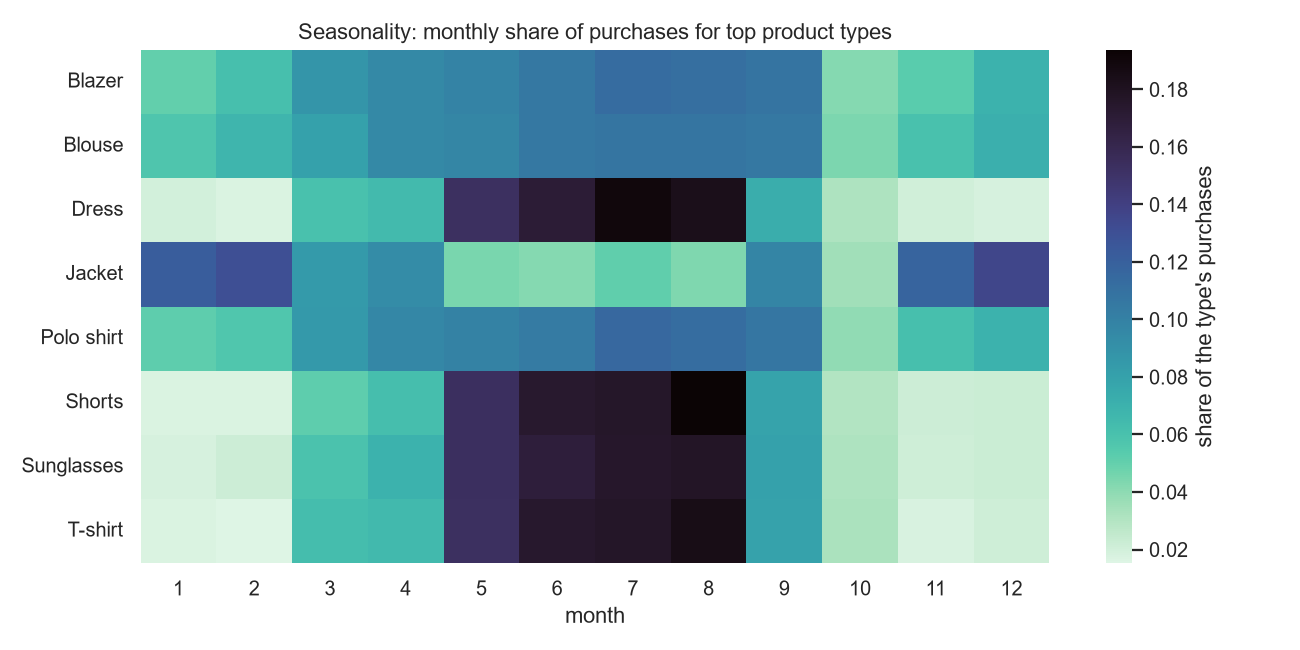 Seasonality: monthly share of purchases for top product types
Blazer
Blouse
Dress
Jacket
Polo shirt
Shorts
Sunglasses
T-shirt
1 2 3 4 5 6 7 8 9 10 11 12
month
0.18
0.16
0.14
0.12
0.10
0.08
0.06
0.04
0.02
share of the type's purchases